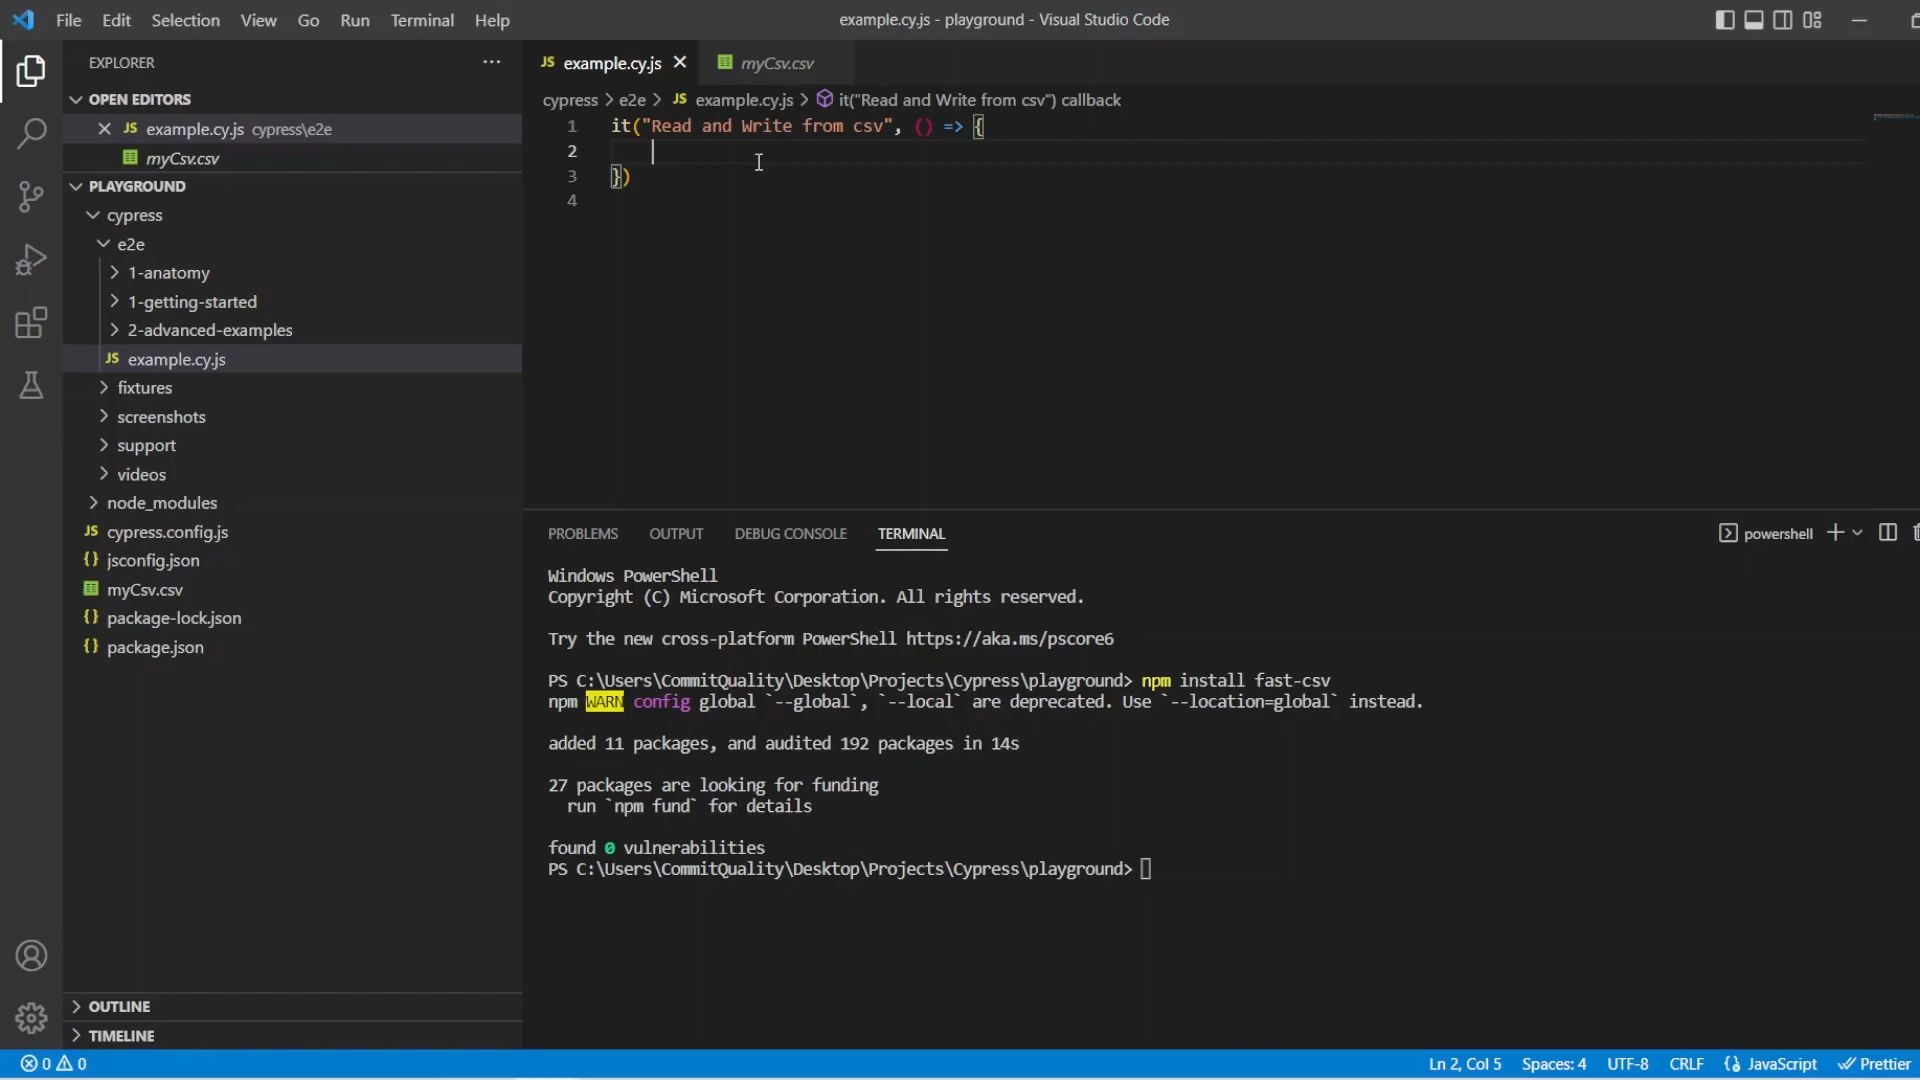 File Edit Selection View Go Run Terminal Help
example.cy.js - playground - Visual Studio Code
EXPLORER
OPEN EDITORS
JS example.cy.js cypress\e2e
myCsv.csv
PLAYGROUND
cypress
e2e
1-anatomy
1-getting-started
2-advanced-examples
JS example.cy.js
fixtures
screenshots
support
videos
node_modules
JS cypress.config.js
{} jsconfig.json
myCsv.csv
{} package-lock.json
{} package.json
OUTLINE
TIMELINE
JS example.cy.js myCsv.csv
cypress > e2e > JS example.cy.js > it("Read and Write from csv") callback
1 it("Read and Write from csv", () => {
2
3 })
4
PROBLEMS OUTPUT DEBUG CONSOLE TERMINAL
powershell
Windows PowerShell
Copyright (C) Microsoft Corporation. All rights reserved.
Try the new cross-platform PowerShell https://aka.ms/pscore6
PS C:\Users\CommitQuality\Desktop\Projects\Cypress\playground> npm install fast-csv
npm WARN config global `--global`, `--local` are deprecated. Use `--location=global` instead.
added 11 packages, and audited 192 packages in 14s
27 packages are looking for funding
run `npm fund` for details
found 0 vulnerabilities
PS C:\Users\CommitQuality\Desktop\Projects\Cypress\playground>
0 0
Ln 2, Col 5 Spaces: 4 UTF-8 CRLF {} JavaScript Prettier